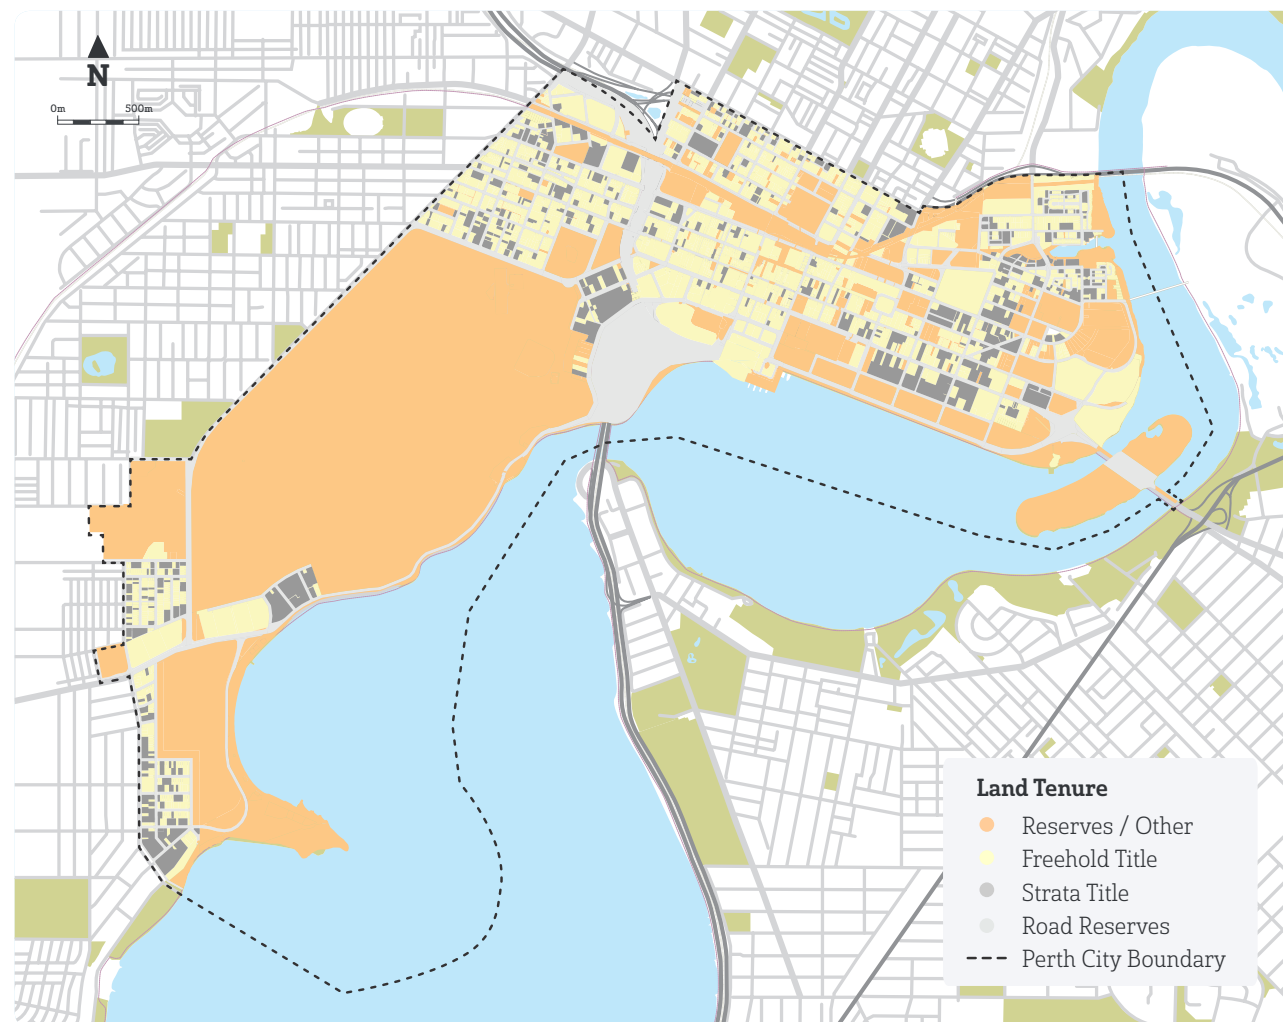 N
0m 500m
Land Tenure
Reserves / Other
Freehold Title
Strata Title
Road Reserves
Perth City Boundary